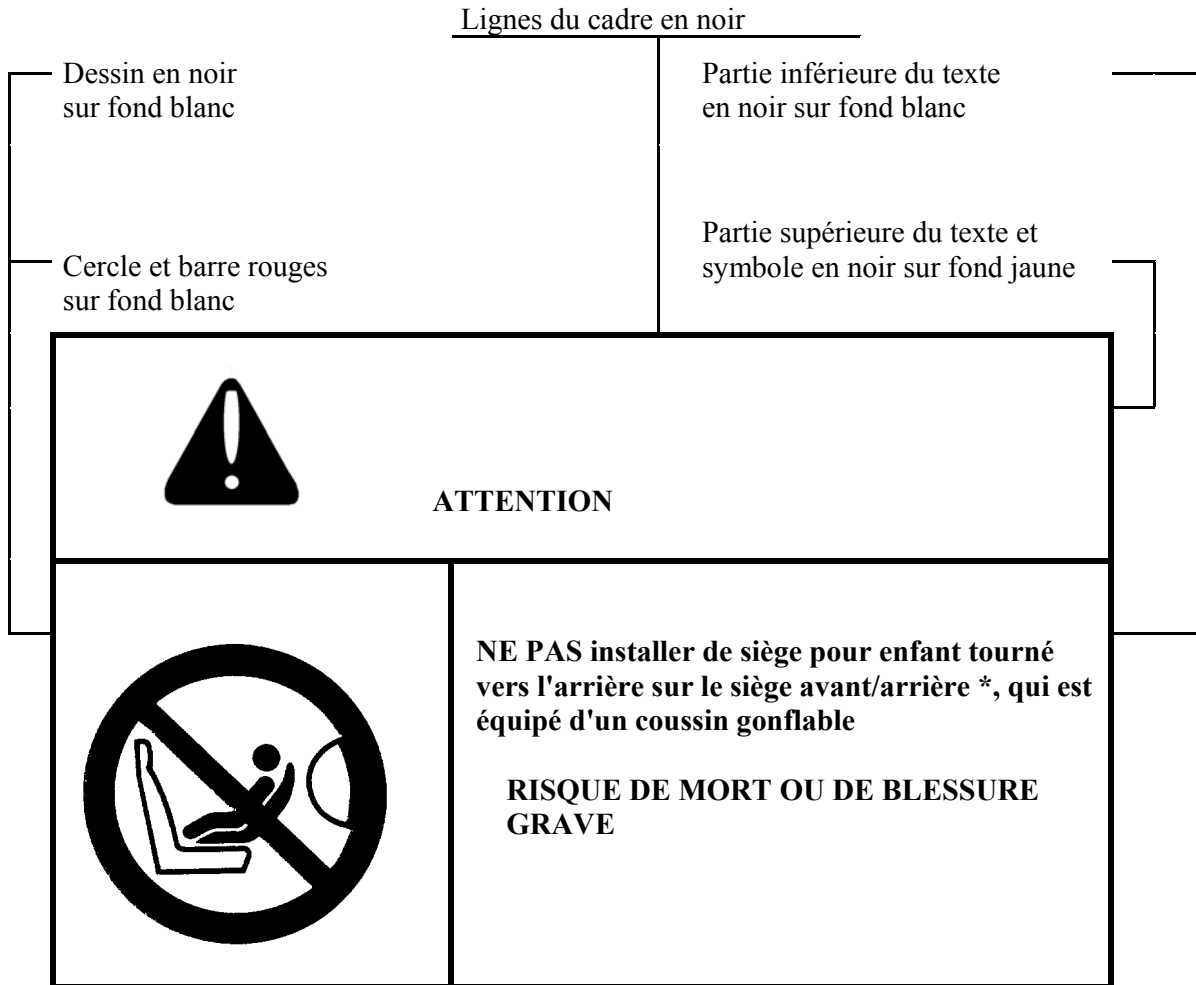 Lignes du cadre en noir
Dessin en noir
sur fond blanc
Partie inférieure du texte
en noir sur fond blanc
Cercle et barre rouges
sur fond blanc
Partie supérieure du texte et
symbole en noir sur fond jaune
ATTENTION
NE PAS installer de siège pour enfant tourné
vers l'arrière sur le siège avant/arrière *, qui est
équipé d'un coussin gonflable
RISQUE DE MORT OU DE BLESSURE
GRAVE